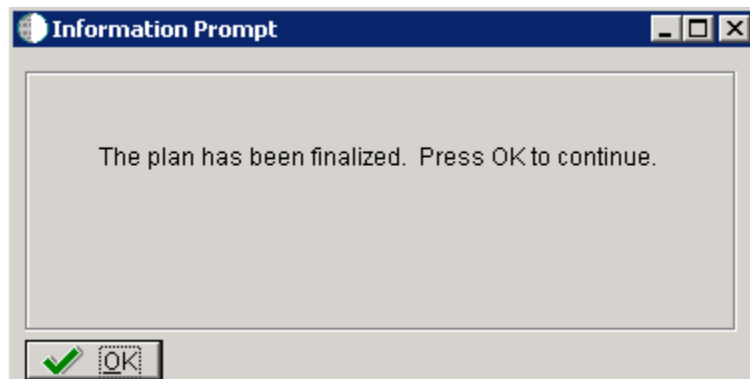 Information Prompt
The plan has been finalized.  Press OK to continue.
OK